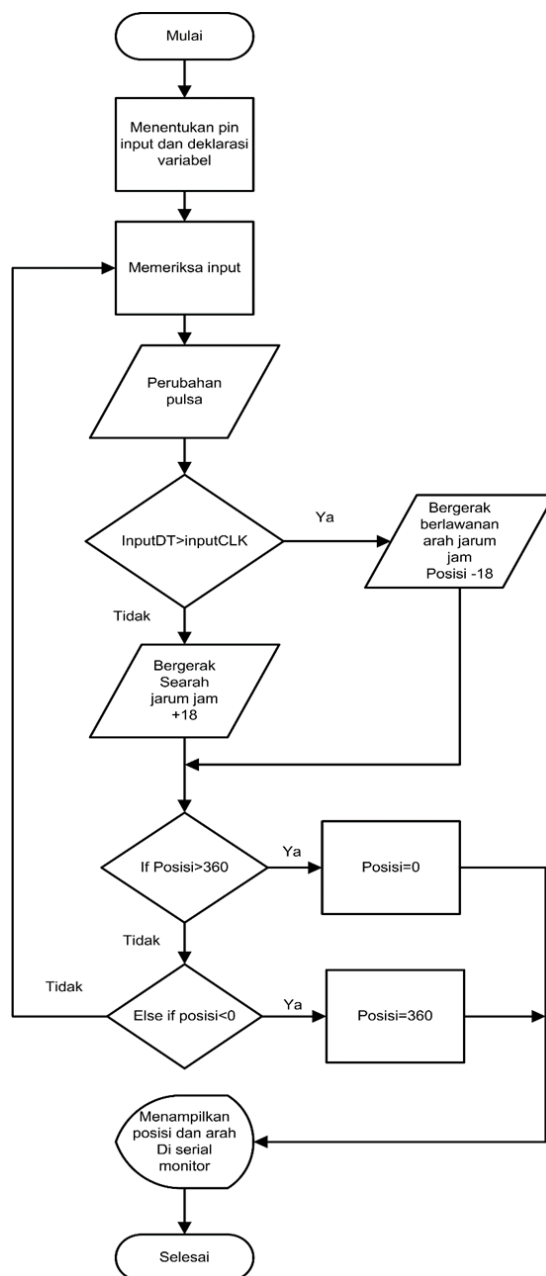 Mulai
Menentukan pin
input dan deklarasi
variabel
Memeriksa input
Perubahan
pulsa
InputDT>inputCLK
Ya
Bergerak
berlawanan
arah jarum
jam
Posisi -18
Tidak
Bergerak
Searah
jarum jam
+18
If Posisi>360
Ya
Posisi=0
Tidak
Tidak
Else if posisi<0
Ya
Posisi=360
Menampilkan
posisi dan arah
Di serial
monitor
Selesai